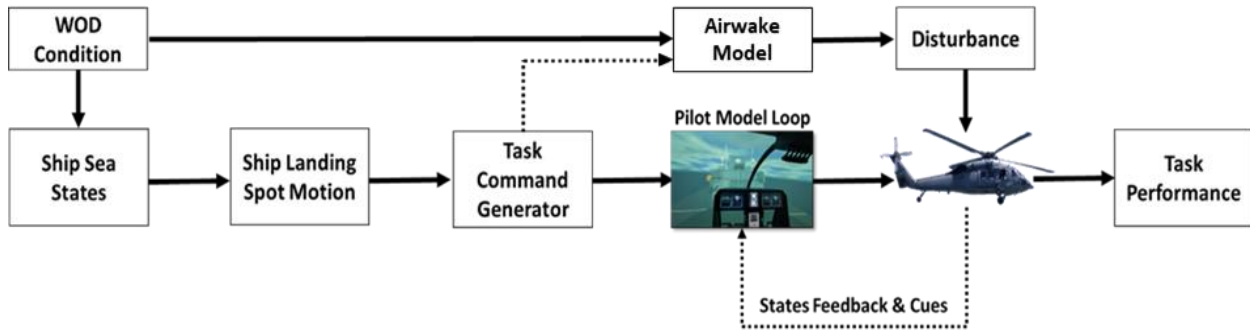 WOD
Condition
Airwake
Model
Disturbance
Pilot Model Loop
Ship Sea
States
Ship Landing
Spot Motion
Task
Command
Generator
Task
Performance
States Feedback & Cues